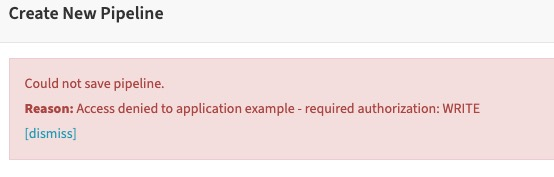 Create New Pipeline
Could not save pipeline.
Reason: Access denied to application example - required authorization: WRITE
[dismiss]